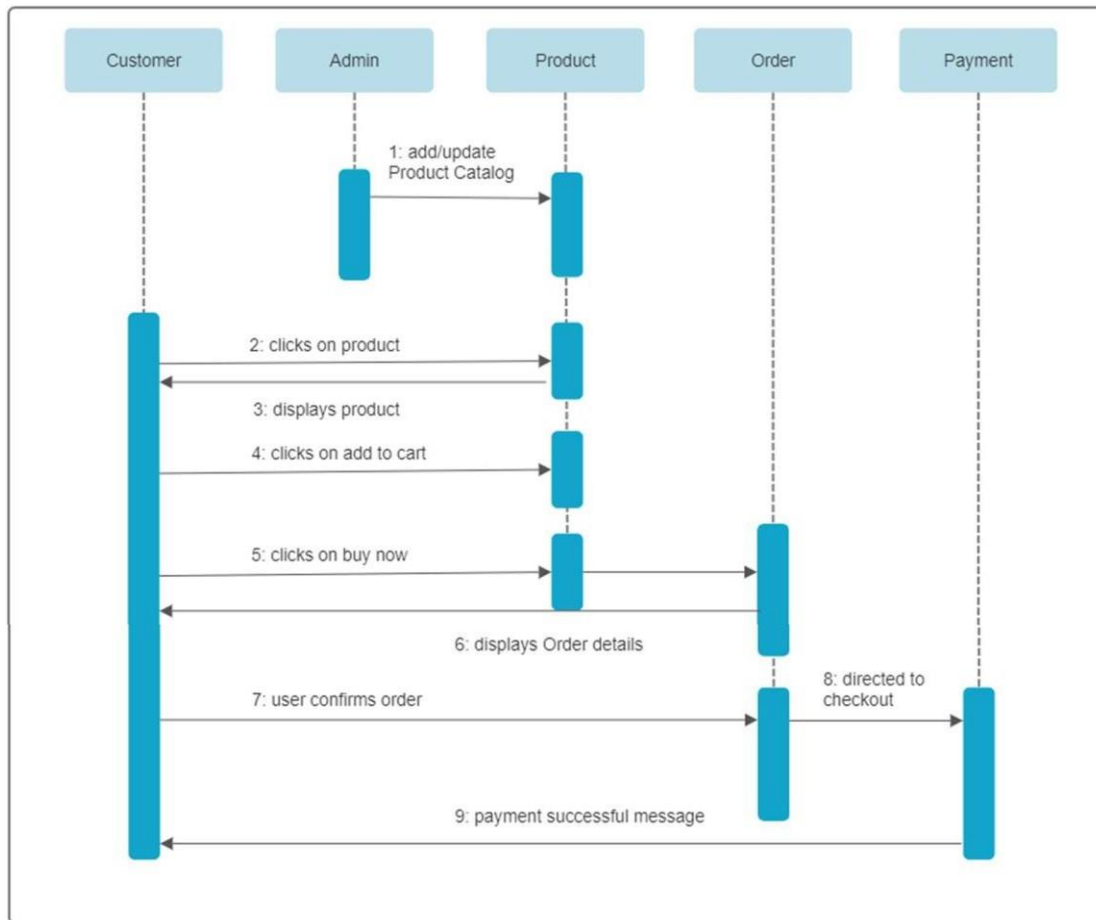 Customer
Admin
Product
Order
Payment
1: add/update
Product Catalog
2: clicks on product
3: displays product
4: clicks on add to cart
5: clicks on buy now
6: displays Order details
7: user confirms order
8: directed to
checkout
9: payment successful message